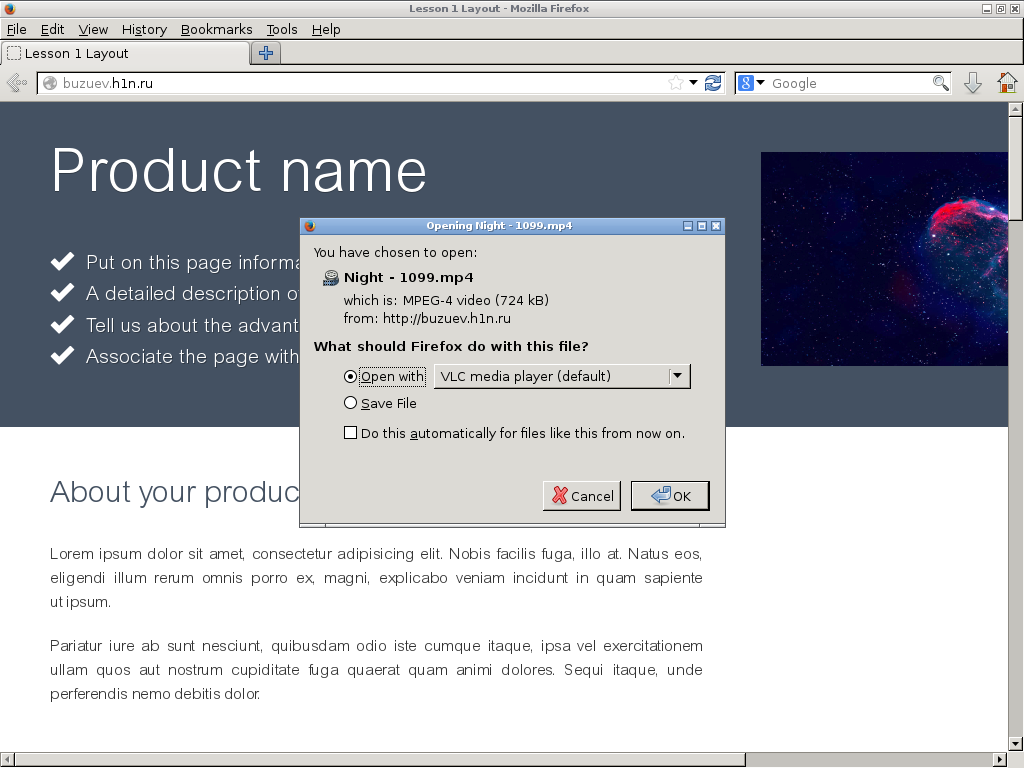 Lesson 1 Layout - Mozilla Firefox
File Edit View History Bookmarks Tools Help
Lesson 1 Layout
buzuev.h1n.ru
Google
Product name
Put on this page informa
A detailed description o
Tell us about the advant
Associate the page with
Opening Night - 1099.mp4
You have chosen to open:
Night - 1099.mp4
which is: MPEG-4 video (724 kB)
from: http://buzuev.h1n.ru
What should Firefox do with this file?
Open with VLC media player (default)
Save File
Do this automatically for files like this from now on.
Cancel OK
About your produc
Lorem ipsum dolor sit amet, consectetur adipisicing elit. Nobis facilis fuga, illo at. Natus eos,
eligendi illum rerum omnis porro ex, magni, explicabo veniam incidunt in quam sapiente
ut ipsum.
Pariatur iure ab sunt nesciunt, quibusdam odio iste cumque itaque, ipsa vel exercitationem
ullam quos aut nostrum cupiditate fuga quaerat quam animi dolores. Sequi itaque, unde
perferendis nemo debitis dolor.